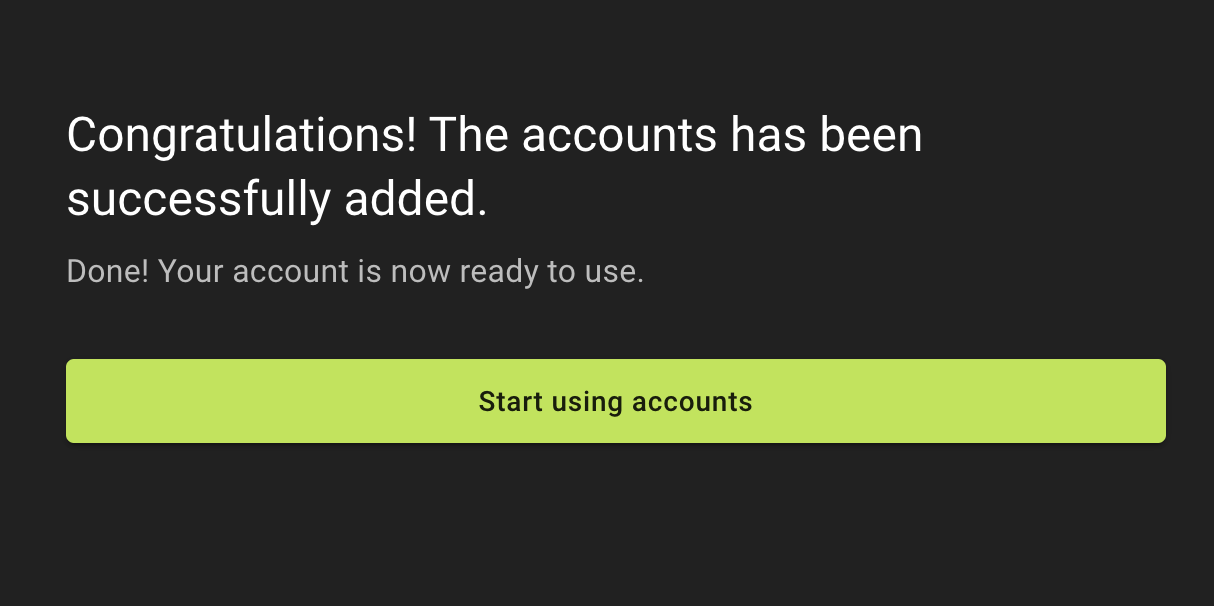 Congratulations! The accounts has been
successfully added.
Done! Your account is now ready to use.
Start using accounts